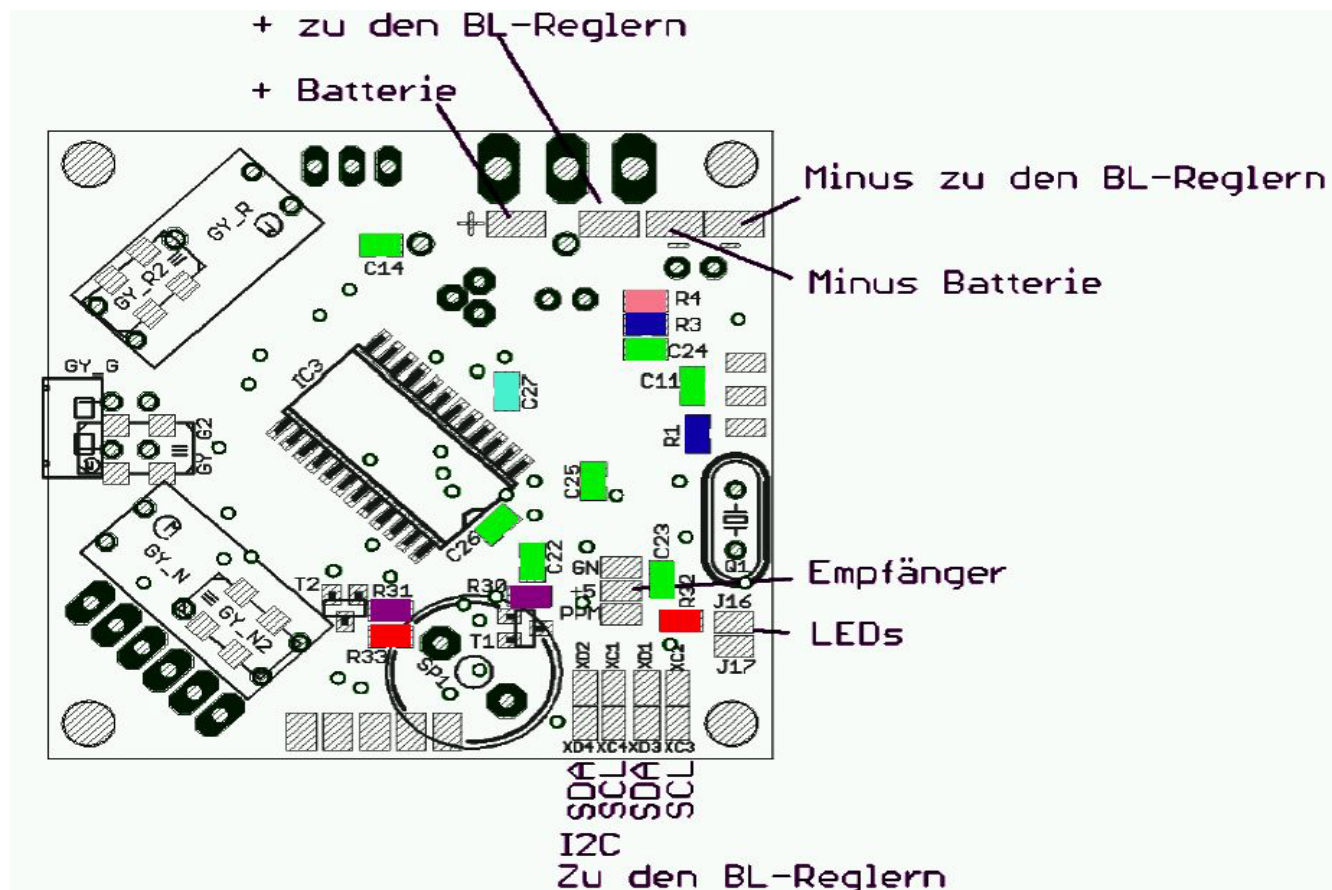 + zu den BL-Reglern
+ Batterie
Minus zu den BL-Reglern
GY_R
+
GY_R2
C14
Minus Batterie
R4
R3
C24
GY_G
IC3
C11
C27
R1
G2
GY
C25
C26
C22
C23
GN
Q1
Empfänger
GY_N
T2
R31
R30
+5
R32
J16
PPM
GY_N2
LEDs
R33
T1
SP1
XD2
XC1
XD1
XC2
J17
XD4
XC4
XD3
XC3
SDA
SCL
SDA
SCL
I2C
Zu den BL-Reglern